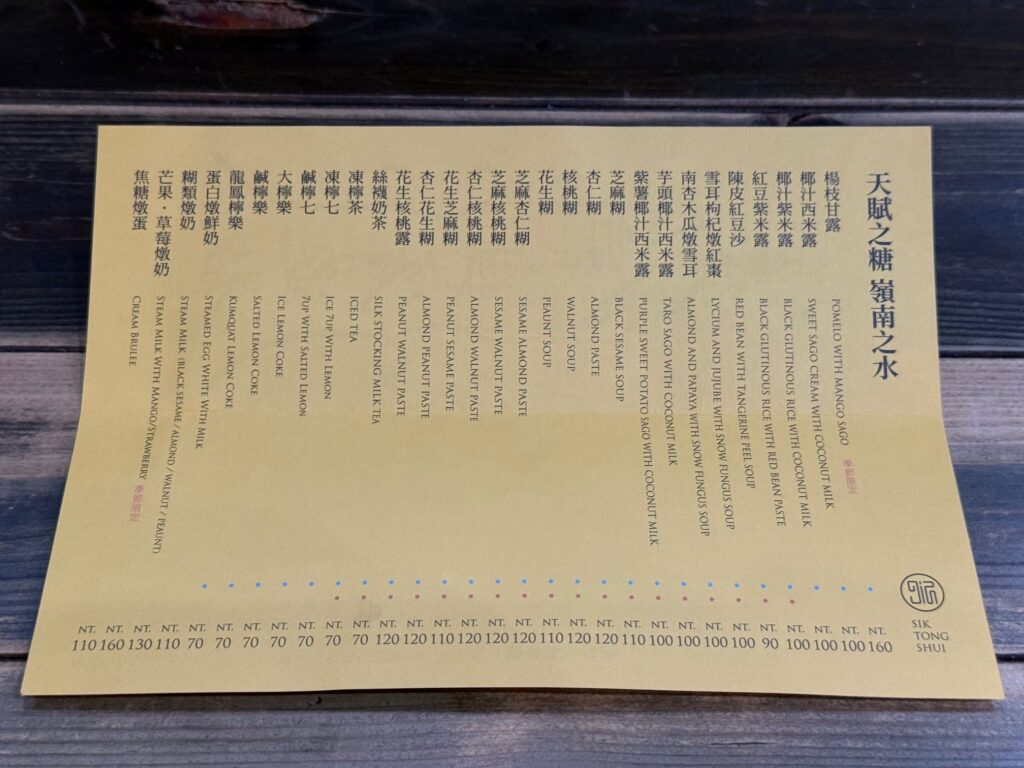 天賦之糖 嶺南之水
楊枝甘露 POMELO WITH MANGO SAGO 季節限定 NT. 160
椰汁西米露 SWEET SAGO CREAM WITH COCONUT MILK NT. 100
椰汁紫米露 BLACK GLUTINOUS RICE WITH COCONUT MILK NT. 100
紅豆紫米露 BLACK GLUTINOUS RICE WITH RED BEAN PASTE NT. 100
陳皮紅豆沙 RED BEAN WITH TANGERINE PEEL SOUP NT. 90
雪耳枸杞燉紅棗 LYCIUM AND JUJUBE WITH SNOW FUNGUS SOUP NT. 100
南杏木瓜燉雪耳 ALMOND AND PAPAYA WITH SNOW FUNGUS SOUP NT. 100
芋頭椰汁西米露 TARO SAGO WITH COCONUT MILK NT. 100
紫薯椰汁西米露 PURPLE SWEET POTATO SAGO WITH COCONUT MILK NT. 100
芝麻糊 BLACK SESAME SOUP NT. 110
杏仁糊 ALMOND PASTE NT. 120
核桃糊 WALNUT SOUP NT. 120
花生糊 PEAUNT SOUP NT. 110
芝麻杏仁糊 SESAME ALMOND PASTE NT. 120
芝麻核桃糊 SESAME WALNUT PASTE NT. 120
杏仁核桃糊 ALMOND WALNUT PASTE NT. 120
花生芝麻糊 PEANUT SESAME PASTE NT. 110
杏仁花生糊 ALMOND PEANUT PASTE NT. 120
花生核桃露 PEANUT WALNUT PASTE NT. 120
絲襪奶茶 SILK STOCKING MILK TEA NT. 70
凍檸茶 ICED TEA NT. 70
凍檸七 ICE 7UP WITH LEMON NT. 70
鹹檸七 7UP WITH SALTED LEMON NT. 70
大檸樂 ICE LEMON COKE NT. 70
鹹檸樂 SALTED LEMON COKE NT. 70
龍鳳檸樂 KUMQUAT LEMON COKE NT. 70
蛋白燉鮮奶 STEAMED EGG WHITE WITH MILK NT. 110
糊類燉奶 STEAM MILK (BLACK SESAME / ALMOND / WALNUT / PEAUNT) NT. 130
芒果・草莓燉奶 STEAM MILK WITH MANGO/STRAWBERRY 季節限定 NT. 160
焦糖燉蛋 CREAM BRULEE NT. 110
SIK
TONG
SHUI